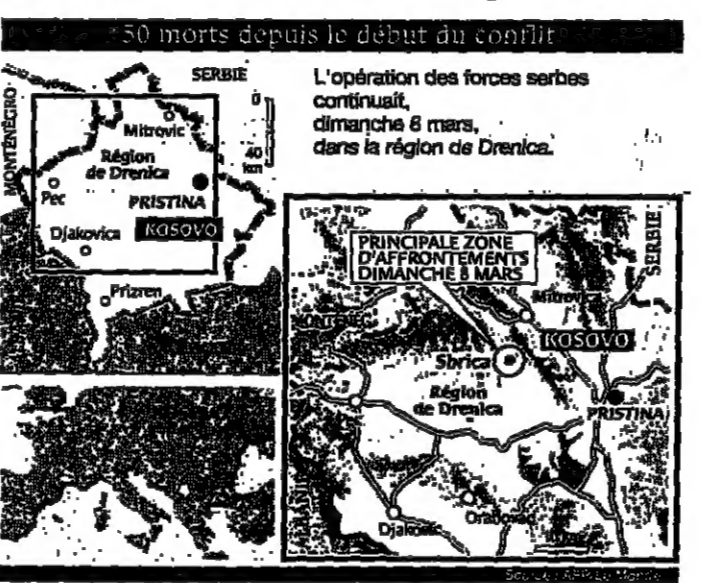 50 morts depuis le début du conflit
SERBIE
MONTÉNÉGRO
0
40
km
Mitrovic
Région
de Drenica
Pec
PRISTINA
Djakovica
KOSOVO
Prizren
L'opération des forces serbes
continuait,
dimanche 8 mars,
dans la région de Drenica.
PRINCIPALE ZONE
D'AFFRONTEMENTS
DIMANCHE 8 MARS
SERBIE
Mitrovica
KOSOVO
Sbrica
Région
de Drenica
PRISTINA